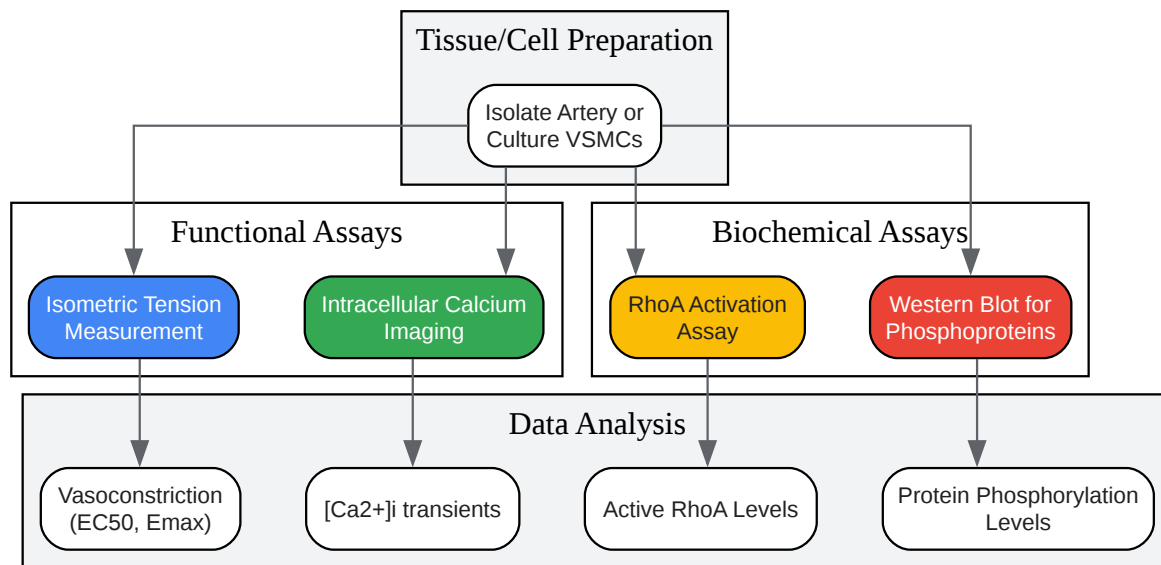 Tissue/Cell Preparation
Isolate Artery or
Culture VSMCs
Functional Assays
Biochemical Assays
Isometric Tension
Measurement
Intracellular Calcium
Imaging
RhoA Activation
Assay
Western Blot for
Phosphoproteins
Data Analysis
Vasoconstriction
(EC50, Emax)
[Ca2+]i transients
Active RhoA Levels
Protein Phosphorylation
Levels